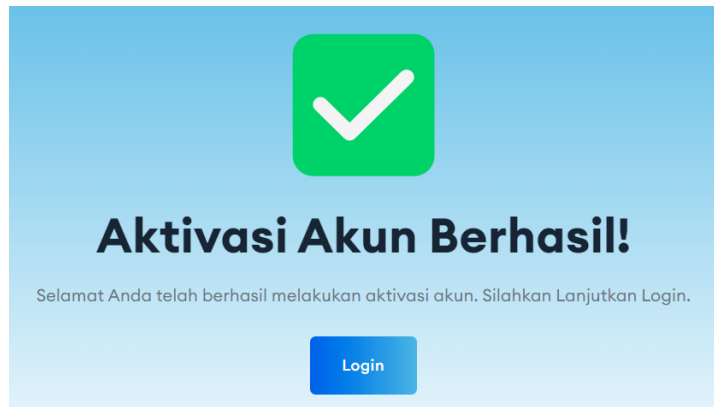 Aktivasi Akun Berhasil!
Selamat Anda telah berhasil melakukan aktivasi akun. Silahkan Lanjutkan Login.
Login